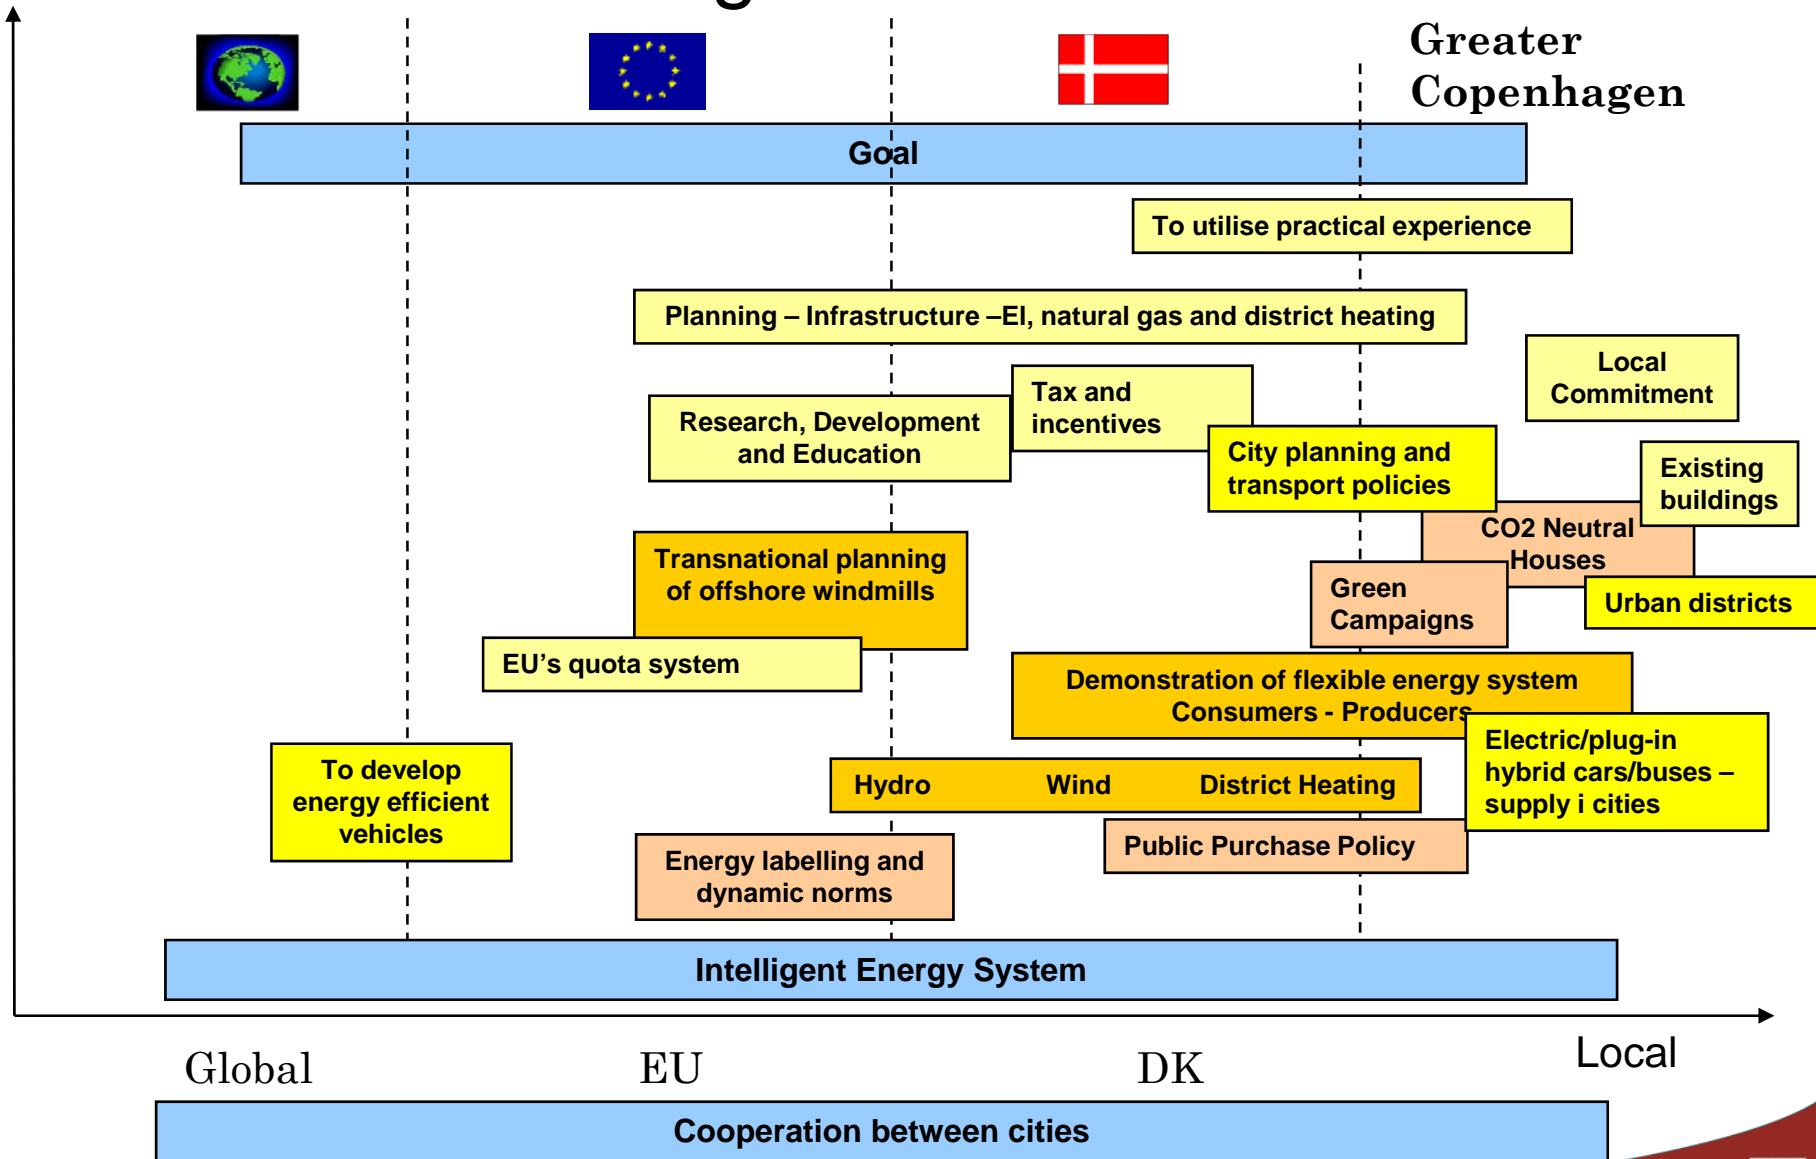 Greater
Copenhagen
Goal
To utilise practical experience
Planning – Infrastructure –El, natural gas and district heating
Local
Commitment
Tax and
incentives
Research, Development
and Education
City planning and
transport policies
Existing
buildings
CO2 Neutral
Houses
Transnational planning
of offshore windmills
Green
Campaigns
Urban districts
EU’s quota system
Demonstration of flexible energy system
Consumers - Producers
Electric/plug-in
hybrid cars/buses –
supply i cities
To develop
energy efficient
vehicles
Hydro Wind District Heating
Public Purchase Policy
Energy labelling and
dynamic norms
Intelligent Energy System
Global EU DK Local
Cooperation between cities